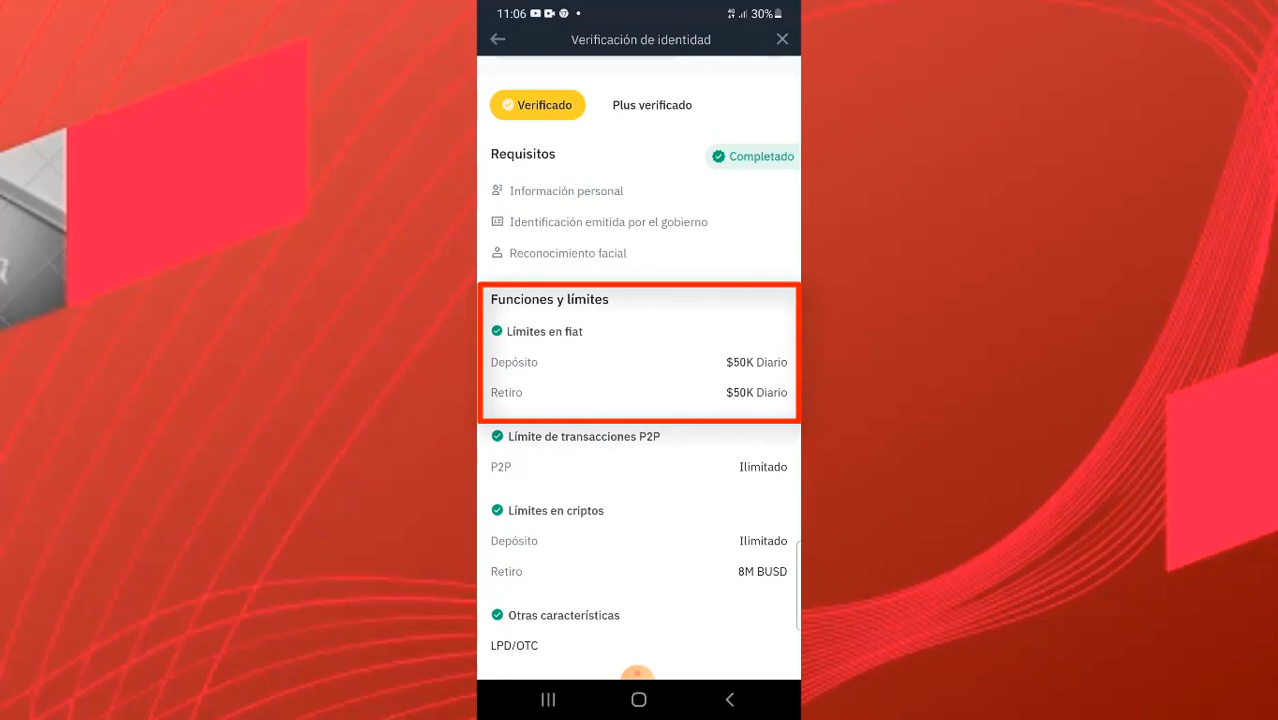 11:06 30%
Verificación de identidad
Verificado Plus verificado
Requisitos Completado
Información personal
Identificación emitida por el gobierno
Reconocimiento facial
Funciones y límites
Límites en fiat
Depósito $50K Diario
Retiro $50K Diario
Límite de transacciones P2P
P2P Ilimitado
Límites en criptos
Depósito Ilimitado
Retiro 8M BUSD
Otras características
LPD/OTC